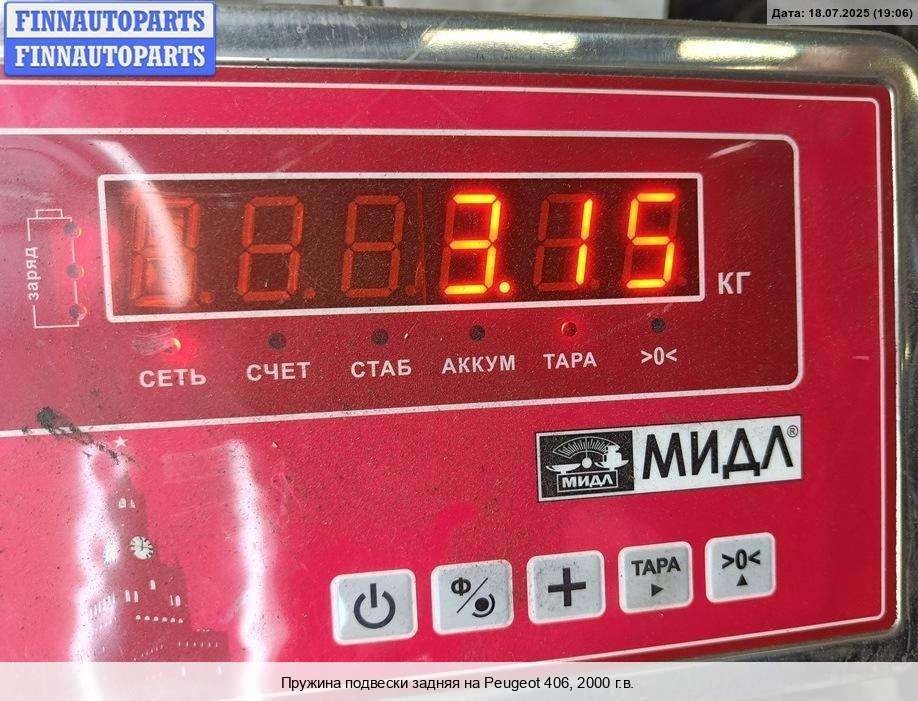 FINNAUTOPARTS
FINNAUTOPARTS
Дата: 18.07.2025 (19:06)
заряд
3.15
КГ
СЕТЬ СЧЕТ СТАБ АККУМ ТАРА >0<
МИДЛ
МИДЛ®
Ф/
+
ТАРА
>0<
Пружина подвески задняя на Peugeot 406, 2000 г.в.